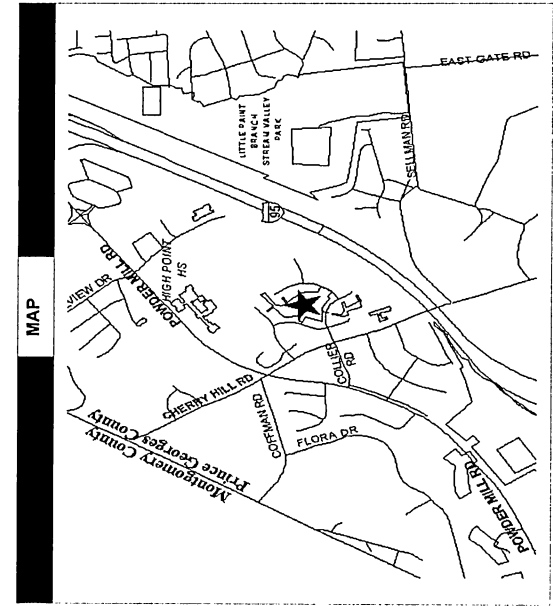 MAP
EAST GATE RD
LITTLE PAINT
BRANCH
STREAM VALLEY
PARK
SELLMAN RD
95
VIEW DR
POWDER MILL RD
HIGH POINT
HS
COLLIER
RD
CHERRY HILL RD
Montgomery County
Prince Georges County
COFFMAN RD
FLORA DR
POWDER MILL RD